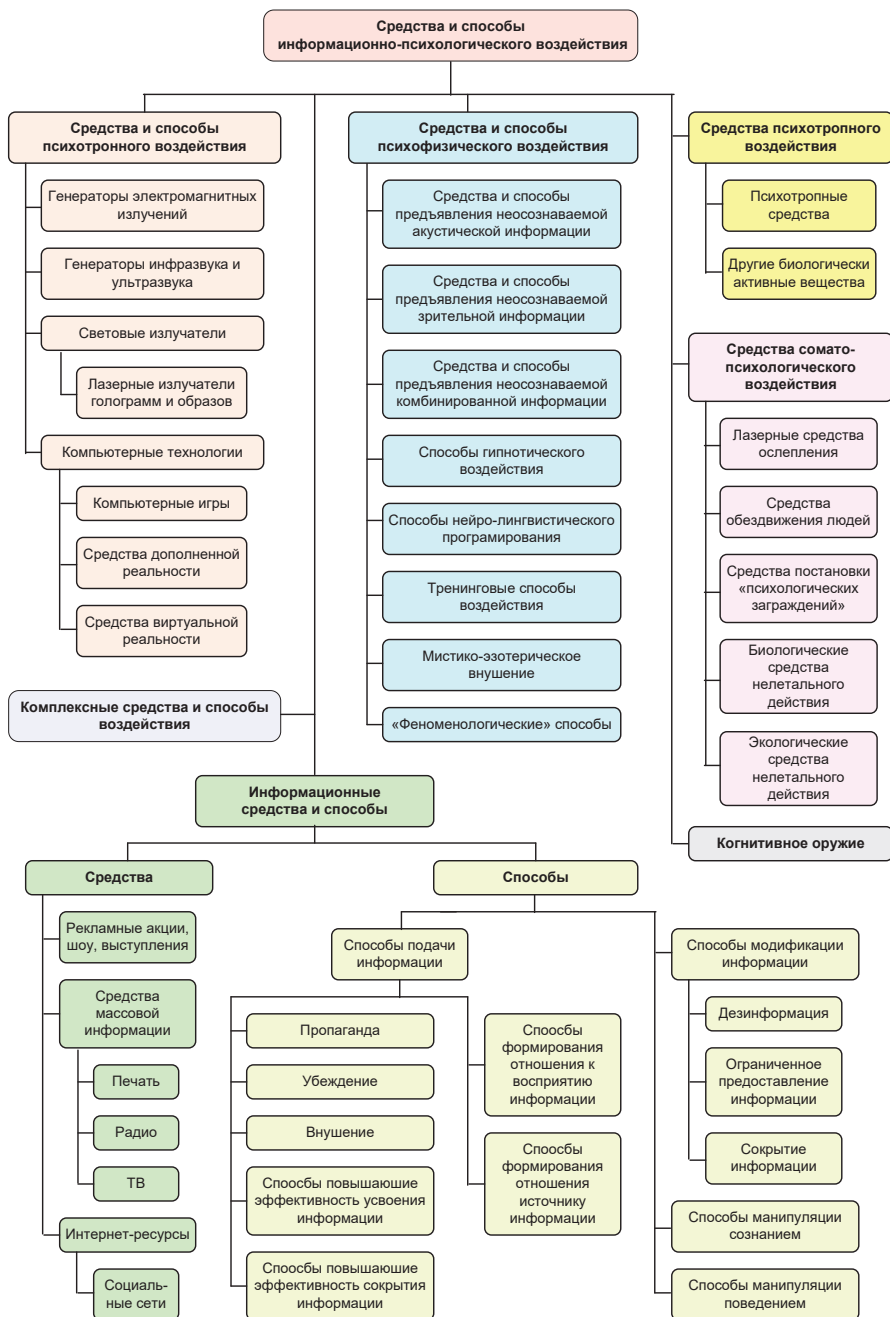 Средства и способы
информационно-психологического воздействия
Средства и способы
психотронного воздействия
Генераторы электромагнитных
излучений
Генераторы инфразвука и
ультразвука
Световые излучатели
Лазерные излучатели
голограмм и образов
Компьютерные технологии
Компьютерные игры
Средства дополненной
реальности
Средства виртуальной
реальности
Комплексные средства и способы
воздействия
Средства и способы
психофизического воздействия
Средства и способы
предъявления неосознаваемой
акустической информации
Средства и способы
предъявления неосознаваемой
зрительной информации
Средства и способы
предъявления неосознаваемой
комбинированной информации
Способы гипнотического
воздействия
Способы нейро-лингвистического
програмирования
Тренинговые способы
воздействия
Мистико-эзотерическое
внушение
«Феноменологические» способы
Средства психотропного
воздействия
Психотропные
средства
Другие биологически
активные вещества
Средства сомато-
психологического
воздействия
Лазерные средства
ослепления
Средства
обездвижения людей
Средства постановки
«психологических
заграждений»
Биологические
средства
нелетального
действия
Экологические
средства
нелетального
действия
Когнитивное оружие
Информационные
средства и способы
Средства
Рекламные акции,
шоу, выступления
Средства
массовой
информации
Печать
Радио
ТВ
Интернет-ресурсы
Социаль-
ные сети
Способы
Способы подачи
информации
Пропаганда
Убеждение
Внушение
Спooсбы повышаюшие
эффективность усвоения
информации
Спooсбы повышаюшие
эффективность сокрытия
информации
Спooсбы
формирования
отношения к
восприятию
информации
Спooсбы
формирования
отношения
источнику
информации
Способы модификации
информации
Дезинформация
Ограниченное
предоставление
информации
Сокрытие
информации
Способы манипуляции
сознанием
Способы манипуляции
поведением